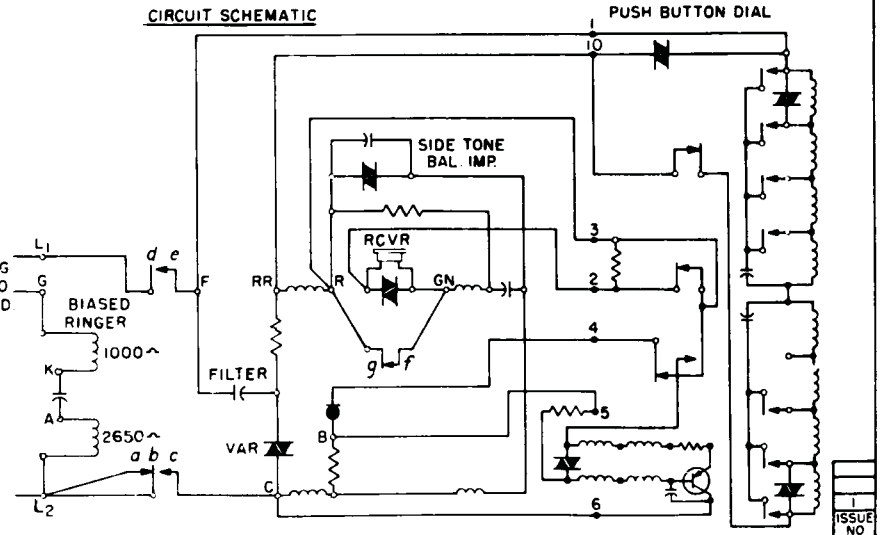 CIRCUIT SCHEMATIC
PUSH BUTTON DIAL
1
10
SIDE TONE
BAL. IMP.
3
L1
d e
F
RCVR
G
G
O
D.
RR
R
GN
2
BIASED
RINGER
1000~
4
g f
K
FILTER
A
5
2650~
VAR
B
a b c
C
L2
6
1
ISSUE
NO